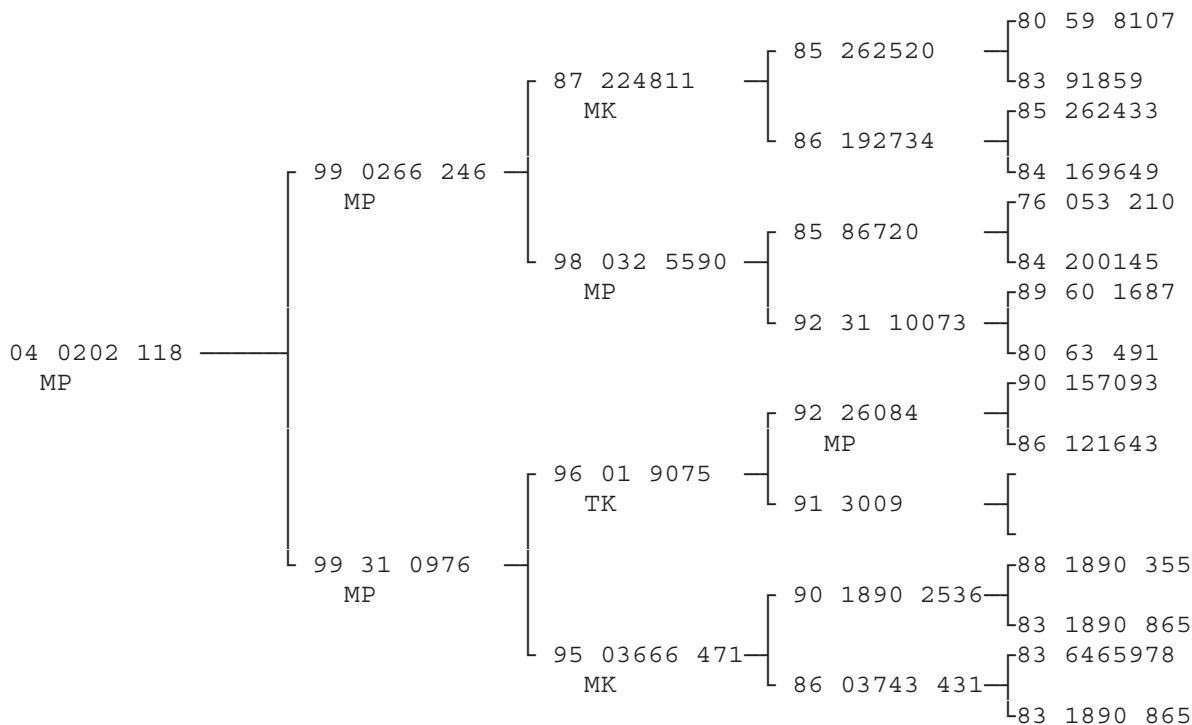 80 59 8107
85 262520
87 224811
83 91859
MK
85 262433
86 192734
99 0266 246
84 169649
MP
76 053 210
85 86720
98 032 5590
84 200145
MP
89 60 1687
92 31 10073
04 0202 118
80 63 491
MP
90 157093
92 26084
MP
86 121643
96 01 9075
TK
91 3009
99 31 0976
88 1890 355
MP
90 1890 2536
83 1890 865
95 03666 471
83 6465978
MK
86 03743 431
83 1890 865